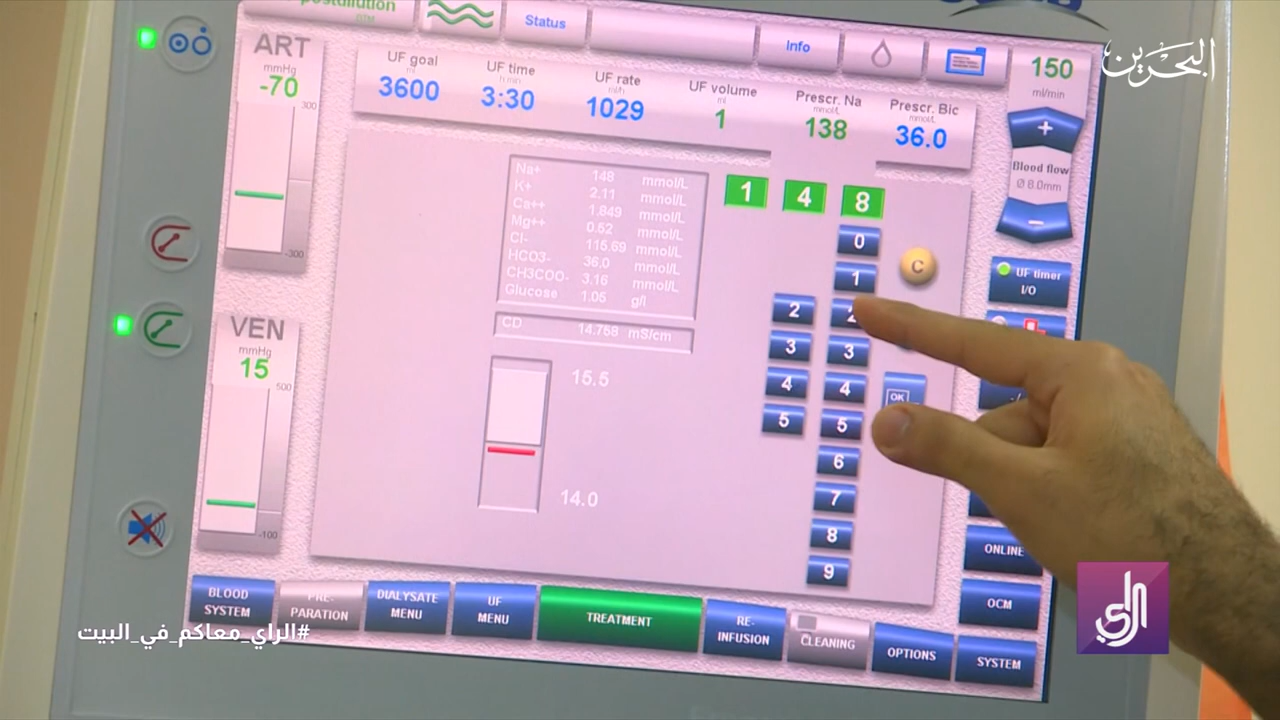 postdilution
Status
Info
البحرين
ART
mmHg
-70
300
-300
UF goal
ml
3600
UF time
h:min
3:30
UF rate
ml/h
1029
UF volume
ml
1
Prescr. Na
mmol/L
138
Prescr. Bic
mmol/L
36.0
150
ml/min
+
Blood flow
Ø 8.0mm
-
Na+ 148 mmol/L
K+ 2.11 mmol/L
Ca++ 1.849 mmol/L
Mg++ 0.52 mmol/L
Cl- 115.69 mmol/L
HCO3- 36.0 mmol/L
CH3COO- 3.16 mmol/L
Glucose 1.05 g/l
CD 14.758 mS/cm
15.5
14.0
1 4 8
0
C
1
2 2
3 3
4 4
5 5
6
7
8
9
OK
UF timer
I/O
VEN
mmHg
15
500
-100
ONLINE
OCM
BLOOD
SYSTEM
PRE-
PARATION
DIALYSATE
MENU
UF
MENU
TREATMENT
RE-
INFUSION
CLEANING
OPTIONS
SYSTEM
#الراي_معاكم_في_البيت
الراي